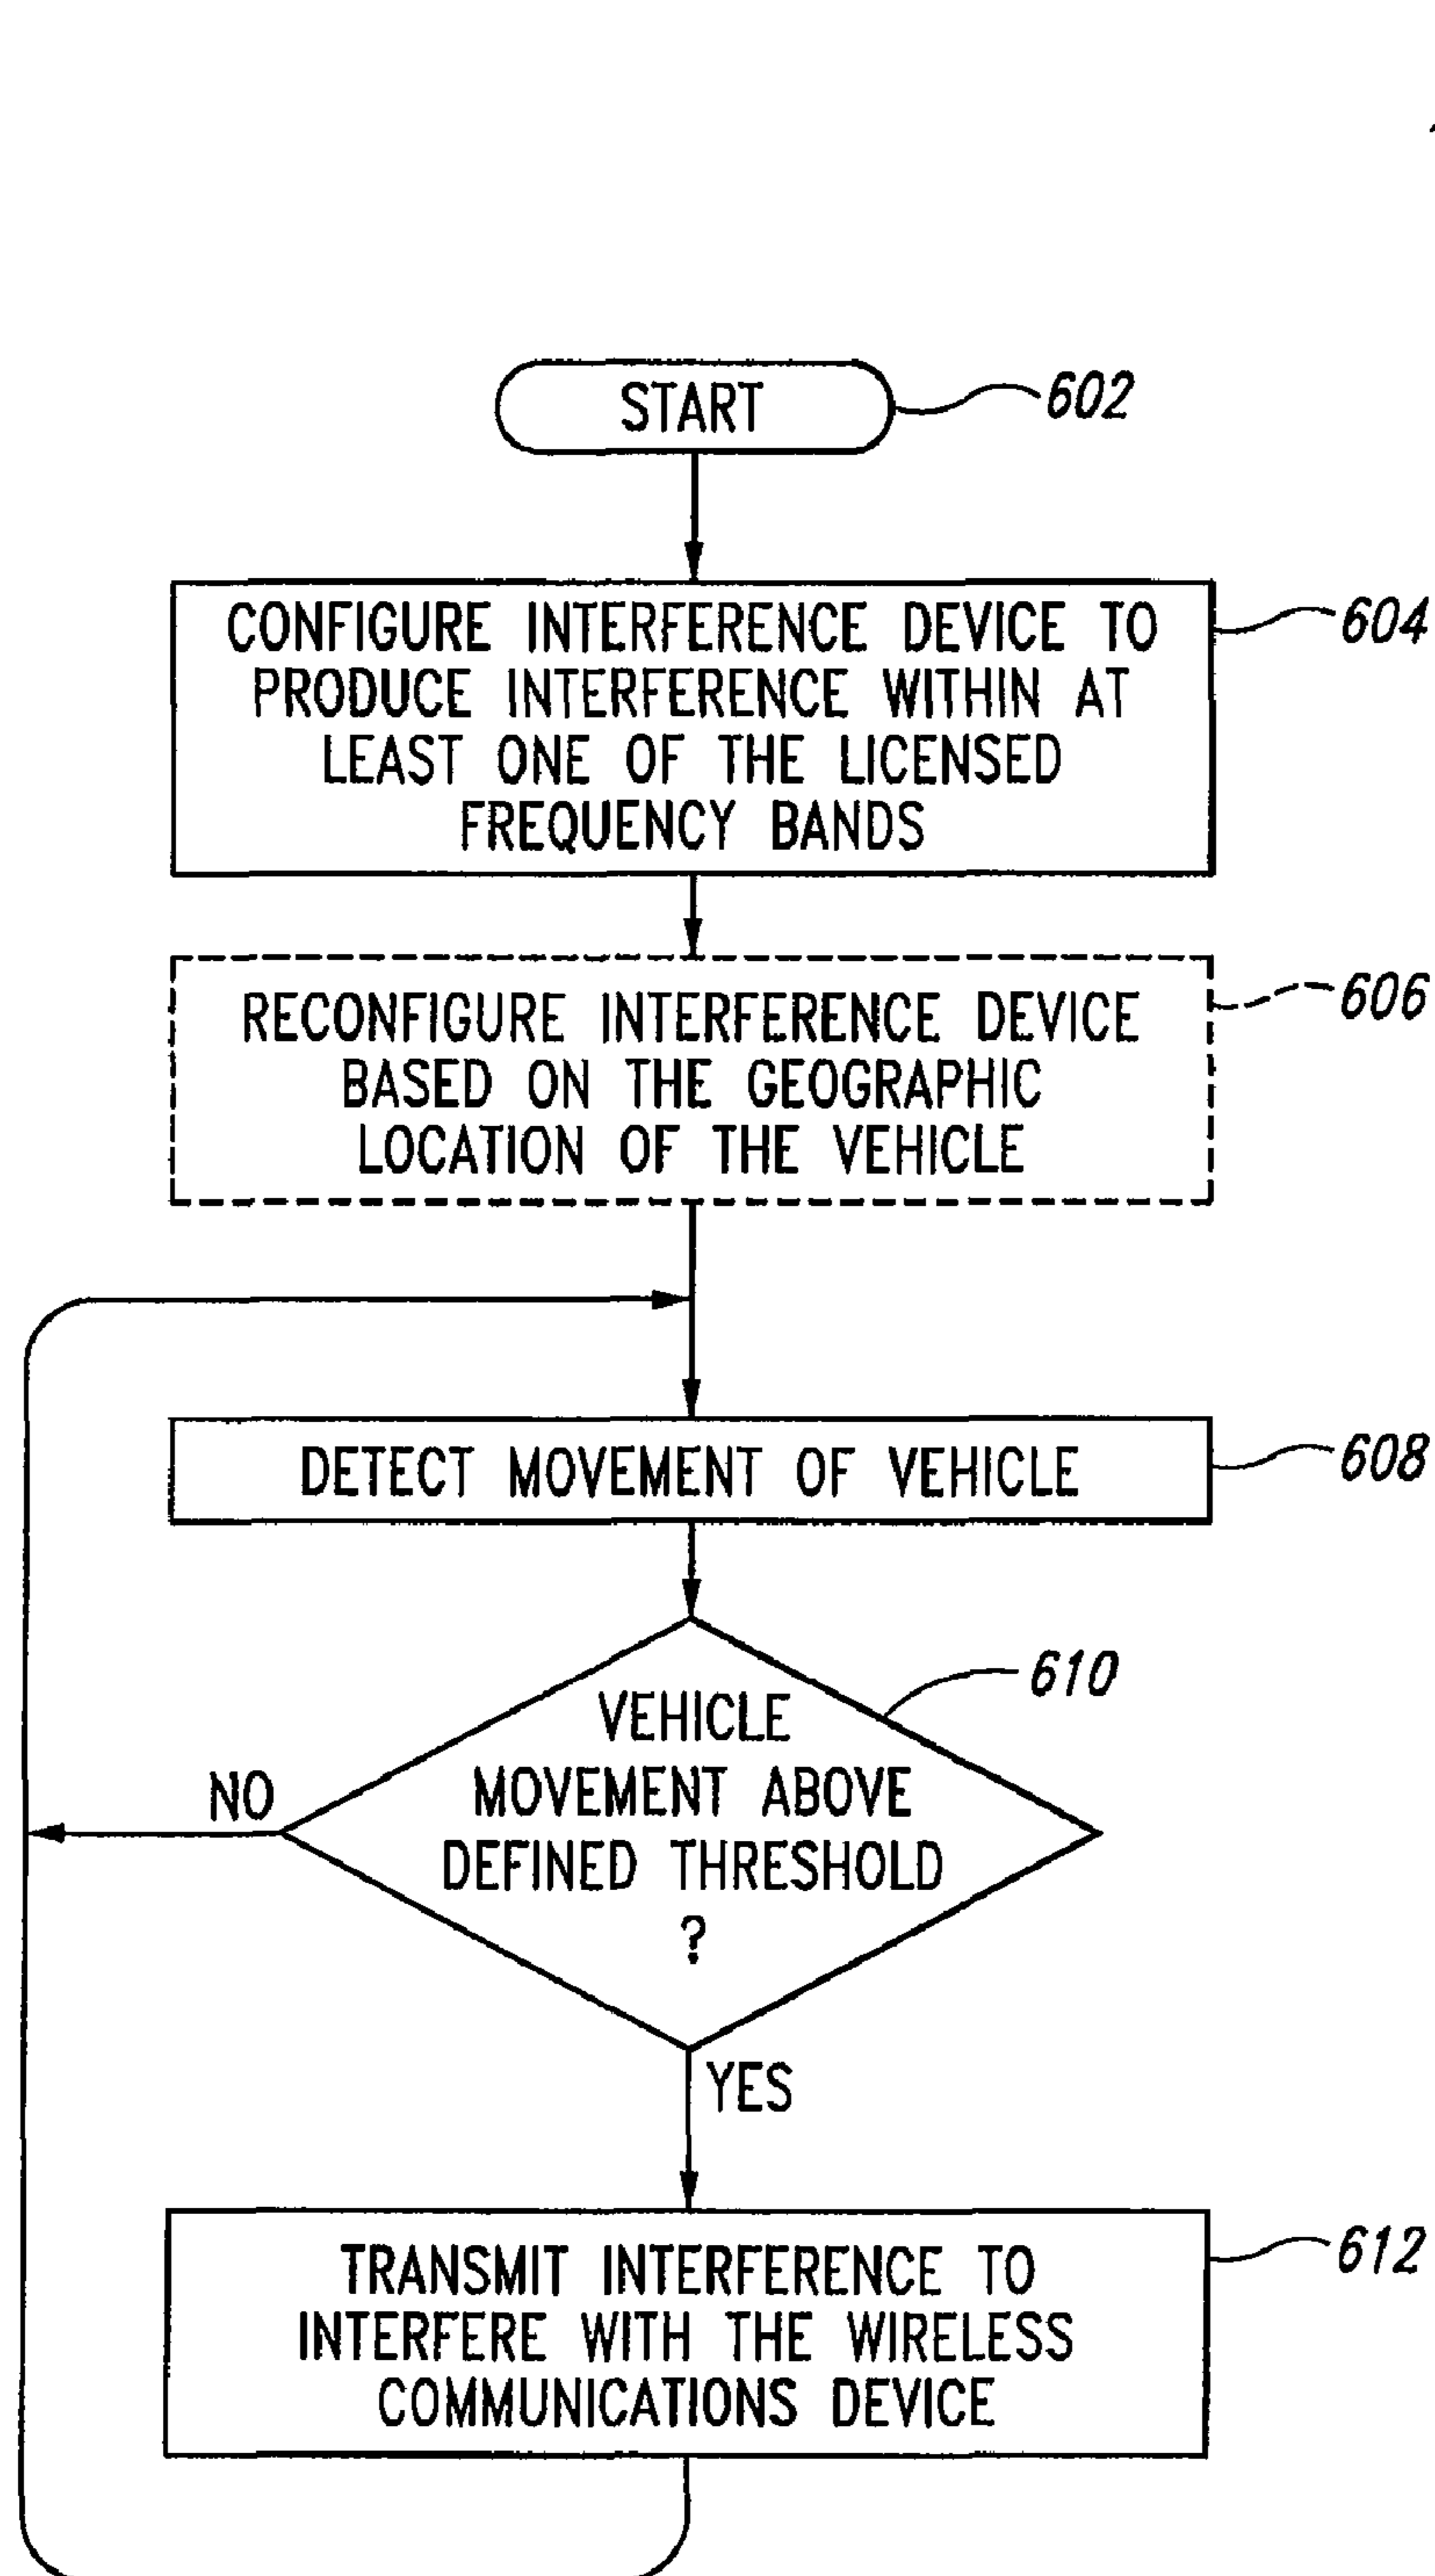 START
602
CONFIGURE INTERFERENCE DEVICE TO
PRODUCE INTERFERENCE WITHIN AT
LEAST ONE OF THE LICENSED
FREQUENCY BANDS
604
RECONFIGURE INTERFERENCE DEVICE
BASED ON THE GEOGRAPHIC
LOCATION OF THE VEHICLE
606
DETECT MOVEMENT OF VEHICLE
608
VEHICLE
MOVEMENT ABOVE
DEFINED THRESHOLD
?
610
NO
YES
TRANSMIT INTERFERENCE TO
INTERFERE WITH THE WIRELESS
COMMUNICATIONS DEVICE
612